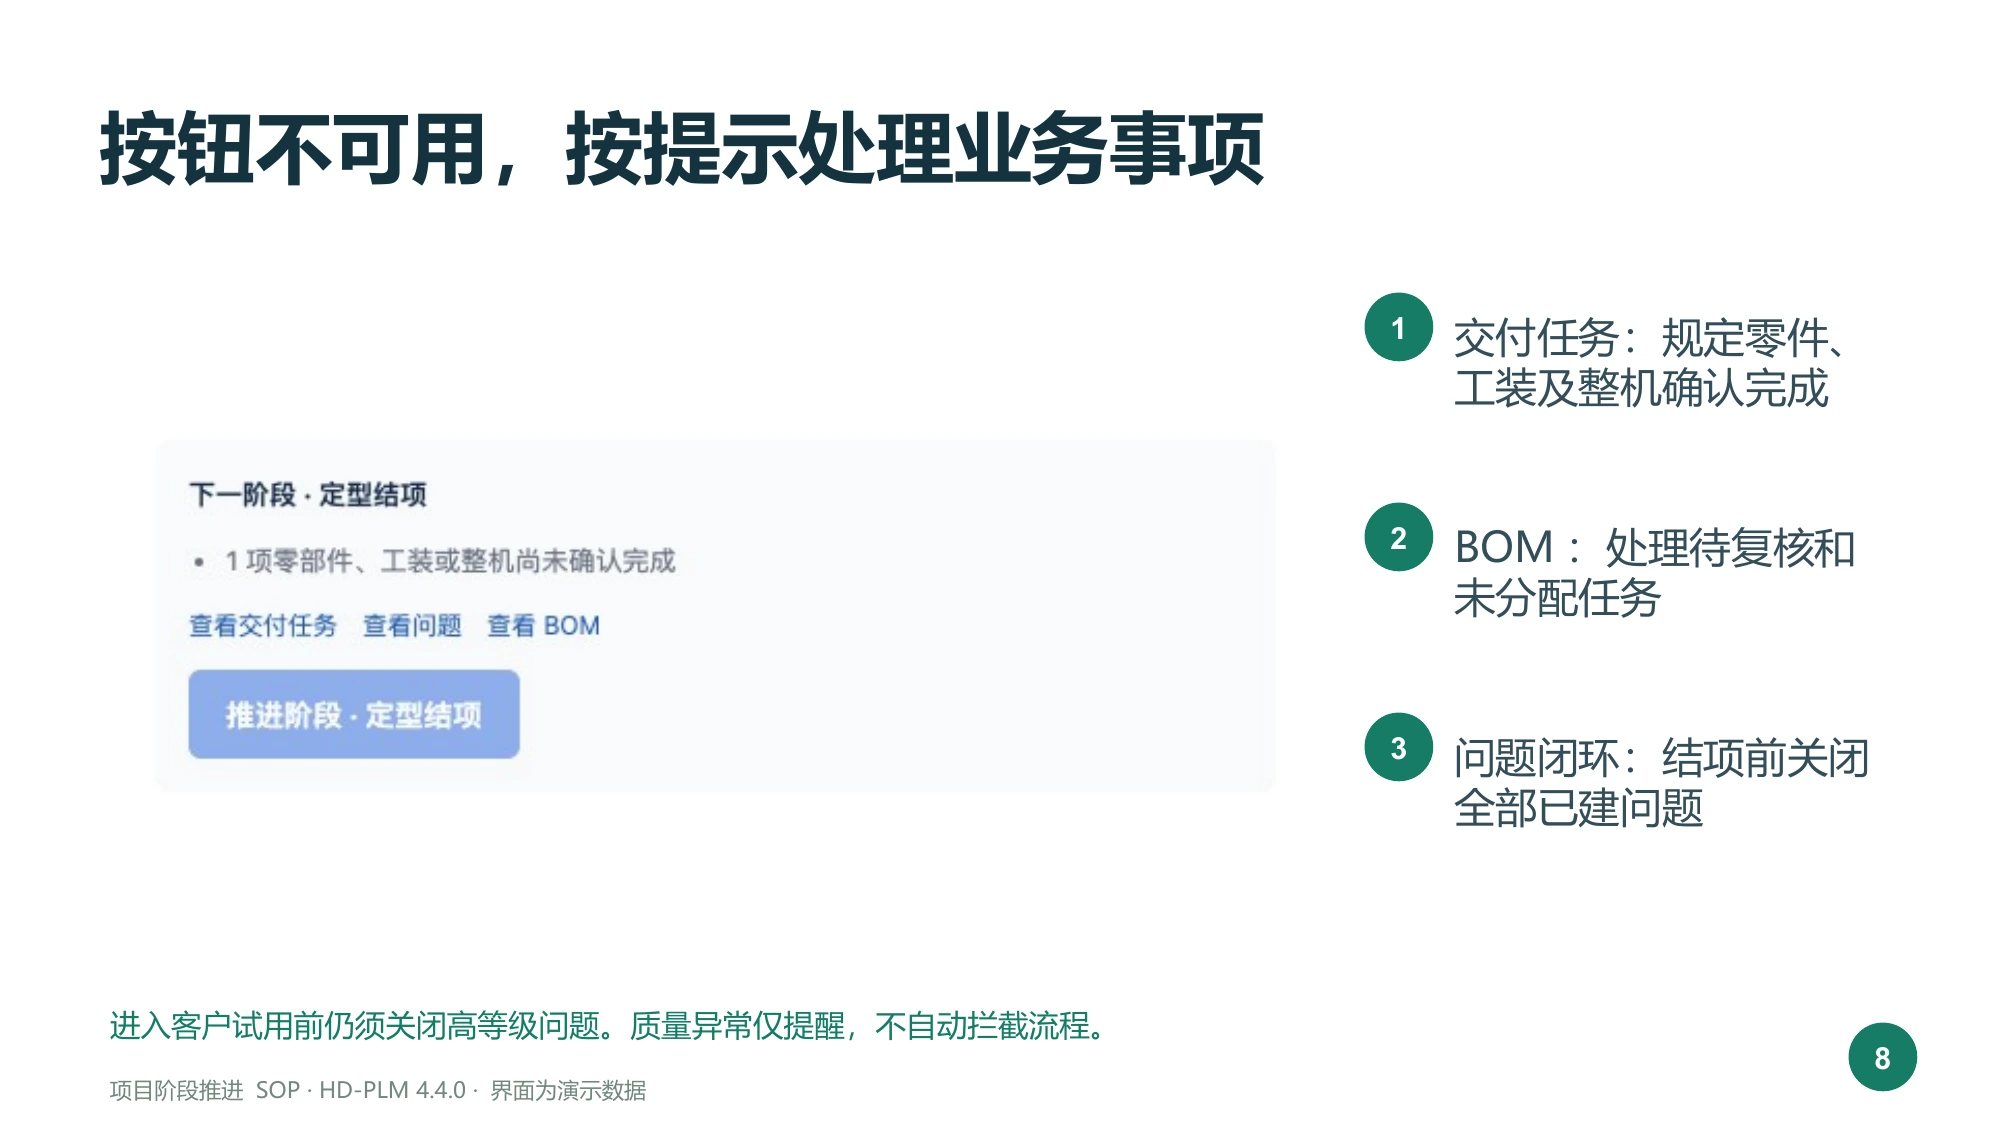 按钮不可用，按提示处理业务事项
下一阶段 · 定型结项
• 1 项零部件、工装或整机尚未确认完成
查看交付任务 查看问题 查看 BOM
推进阶段 · 定型结项
1
交付任务：规定零件、
工装及整机确认完成
2
BOM ：处理待复核和
未分配任务
3
问题闭环：结项前关闭
全部已建问题
进入客户试用前仍须关闭高等级问题。质量异常仅提醒，不自动拦截流程。
项目阶段推进 SOP · HD-PLM 4.4.0 · 界面为演示数据
8